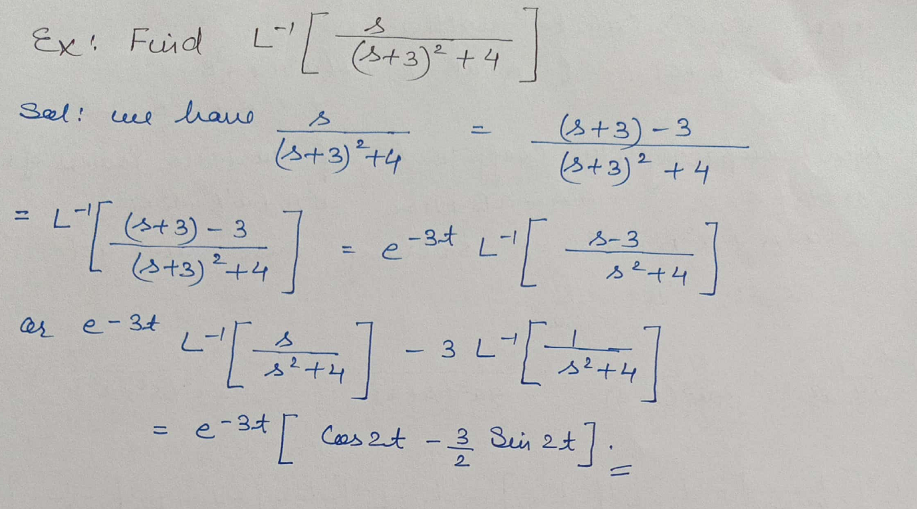 Ex: Find L⁻¹[ s / ((s+3)² + 4) ]
Sol: we have s / ((s+3)²+4) = ((s+3) - 3) / ((s+3)² + 4)
= L⁻¹[ ((s+3) - 3) / ((s+3)²+4) ] = e⁻³ᵗ L⁻¹[ (s-3) / (s²+4) ]
or e-3t L⁻¹[ s / (s²+4) ] - 3 L⁻¹[ 1 / (s²+4) ]
= e⁻³ᵗ [ Cos 2t - 3/2 Sin 2t ].